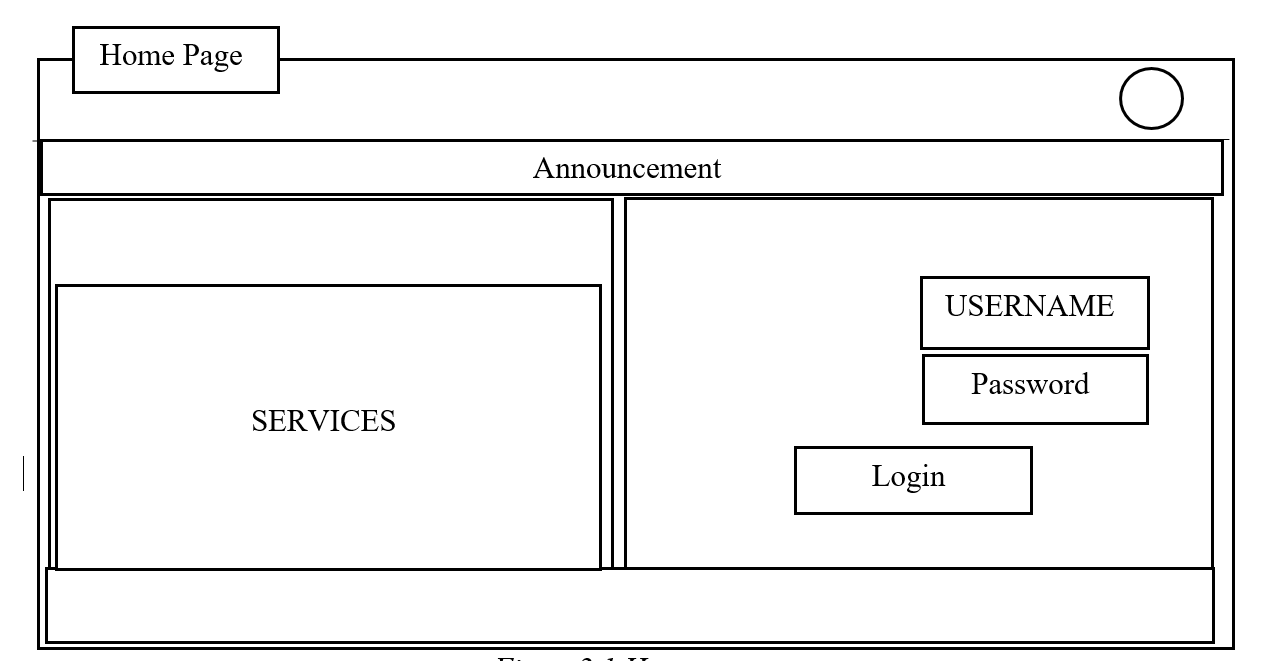 Home Page
Announcement
USERNAME
Password
SERVICES
Login